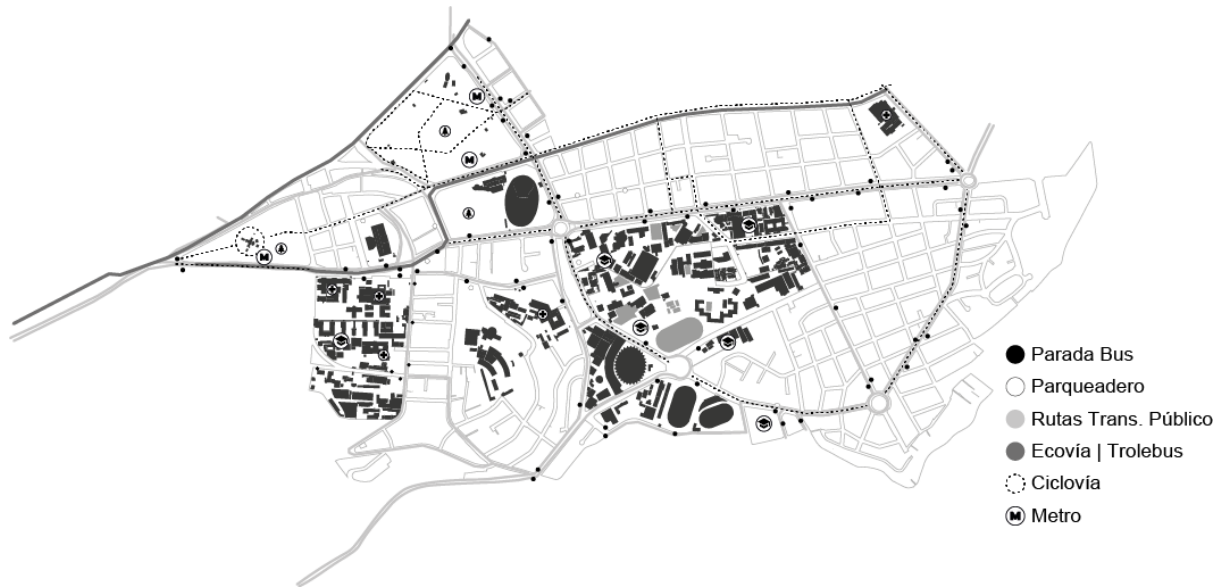 M
M
M
Parada Bus
Parqueadero
Rutas Trans. Público
Ecovía | Trolebus
Ciclovía
M Metro